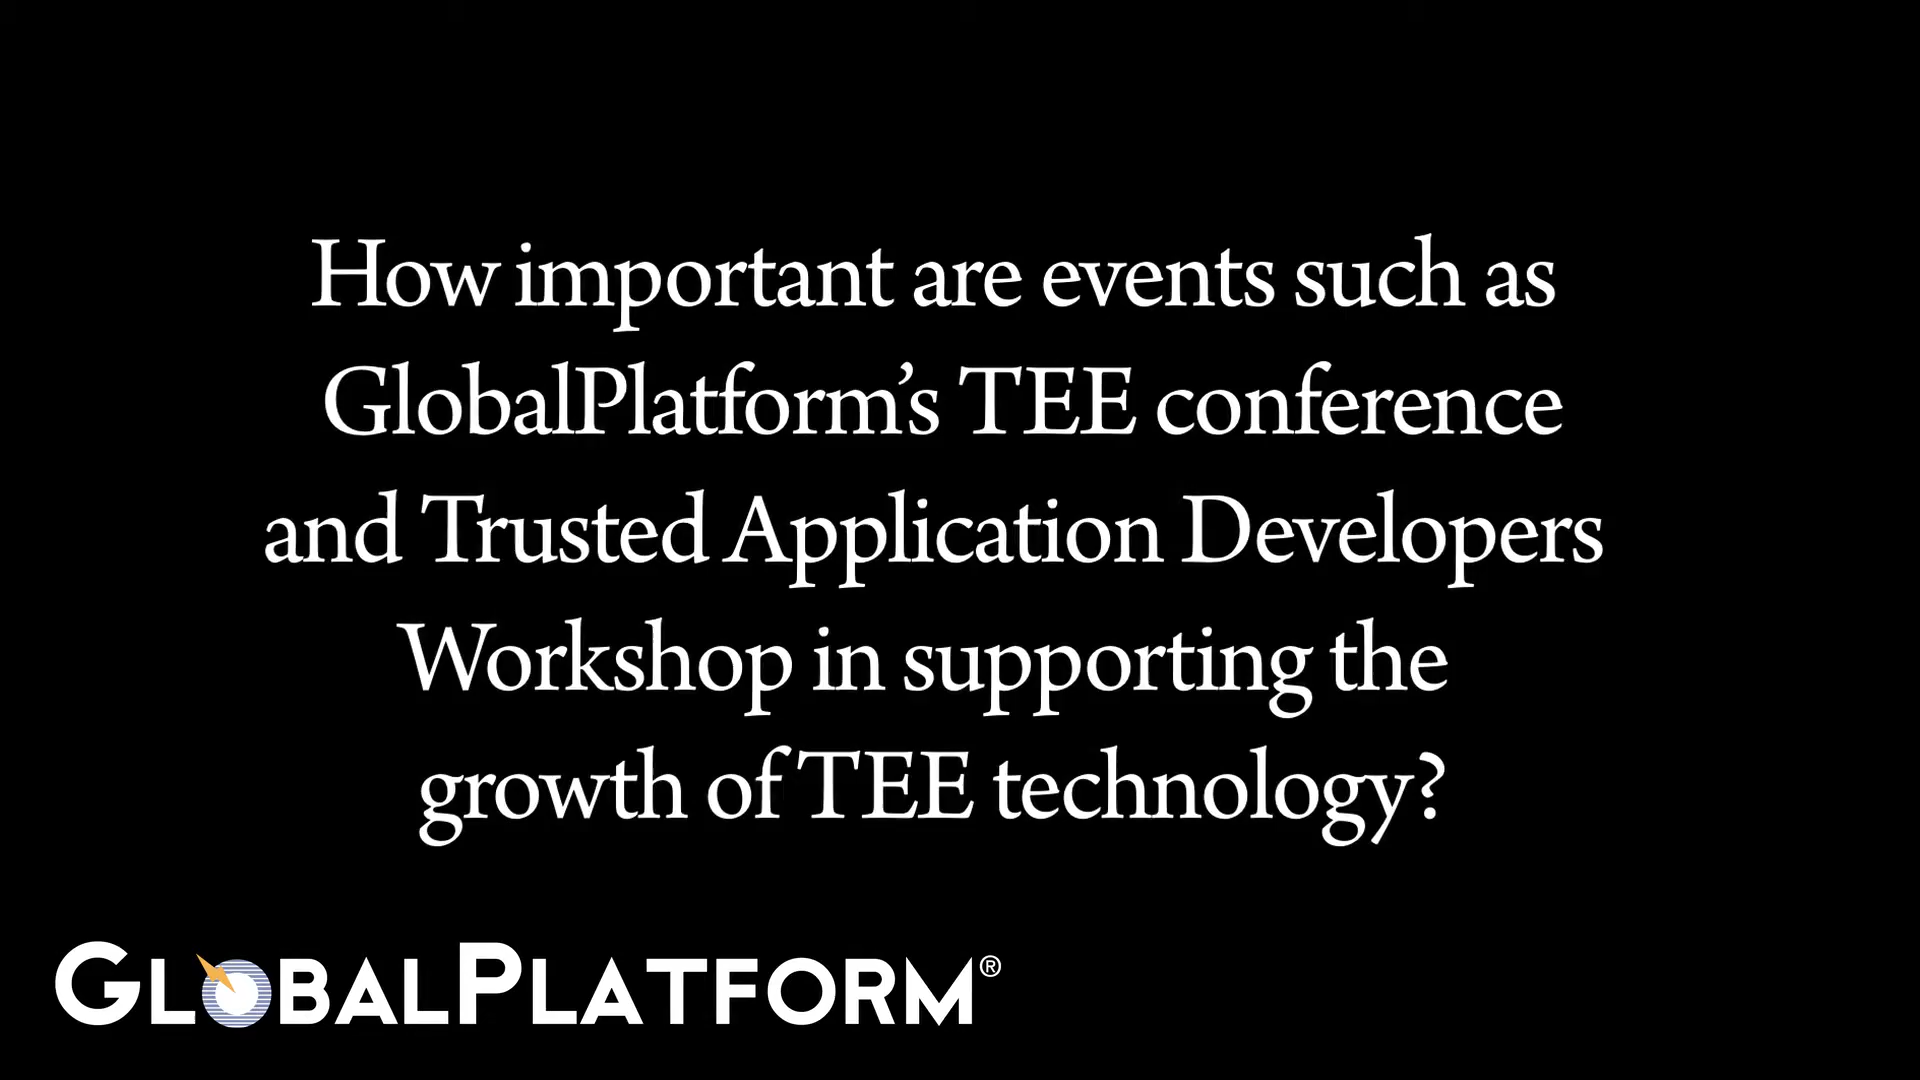 How important are events such as
GlobalPlatform’s TEE conference
and Trusted Application Developers
Workshop in supporting the
growth of TEE technology?
GLOBALPLATFORM®